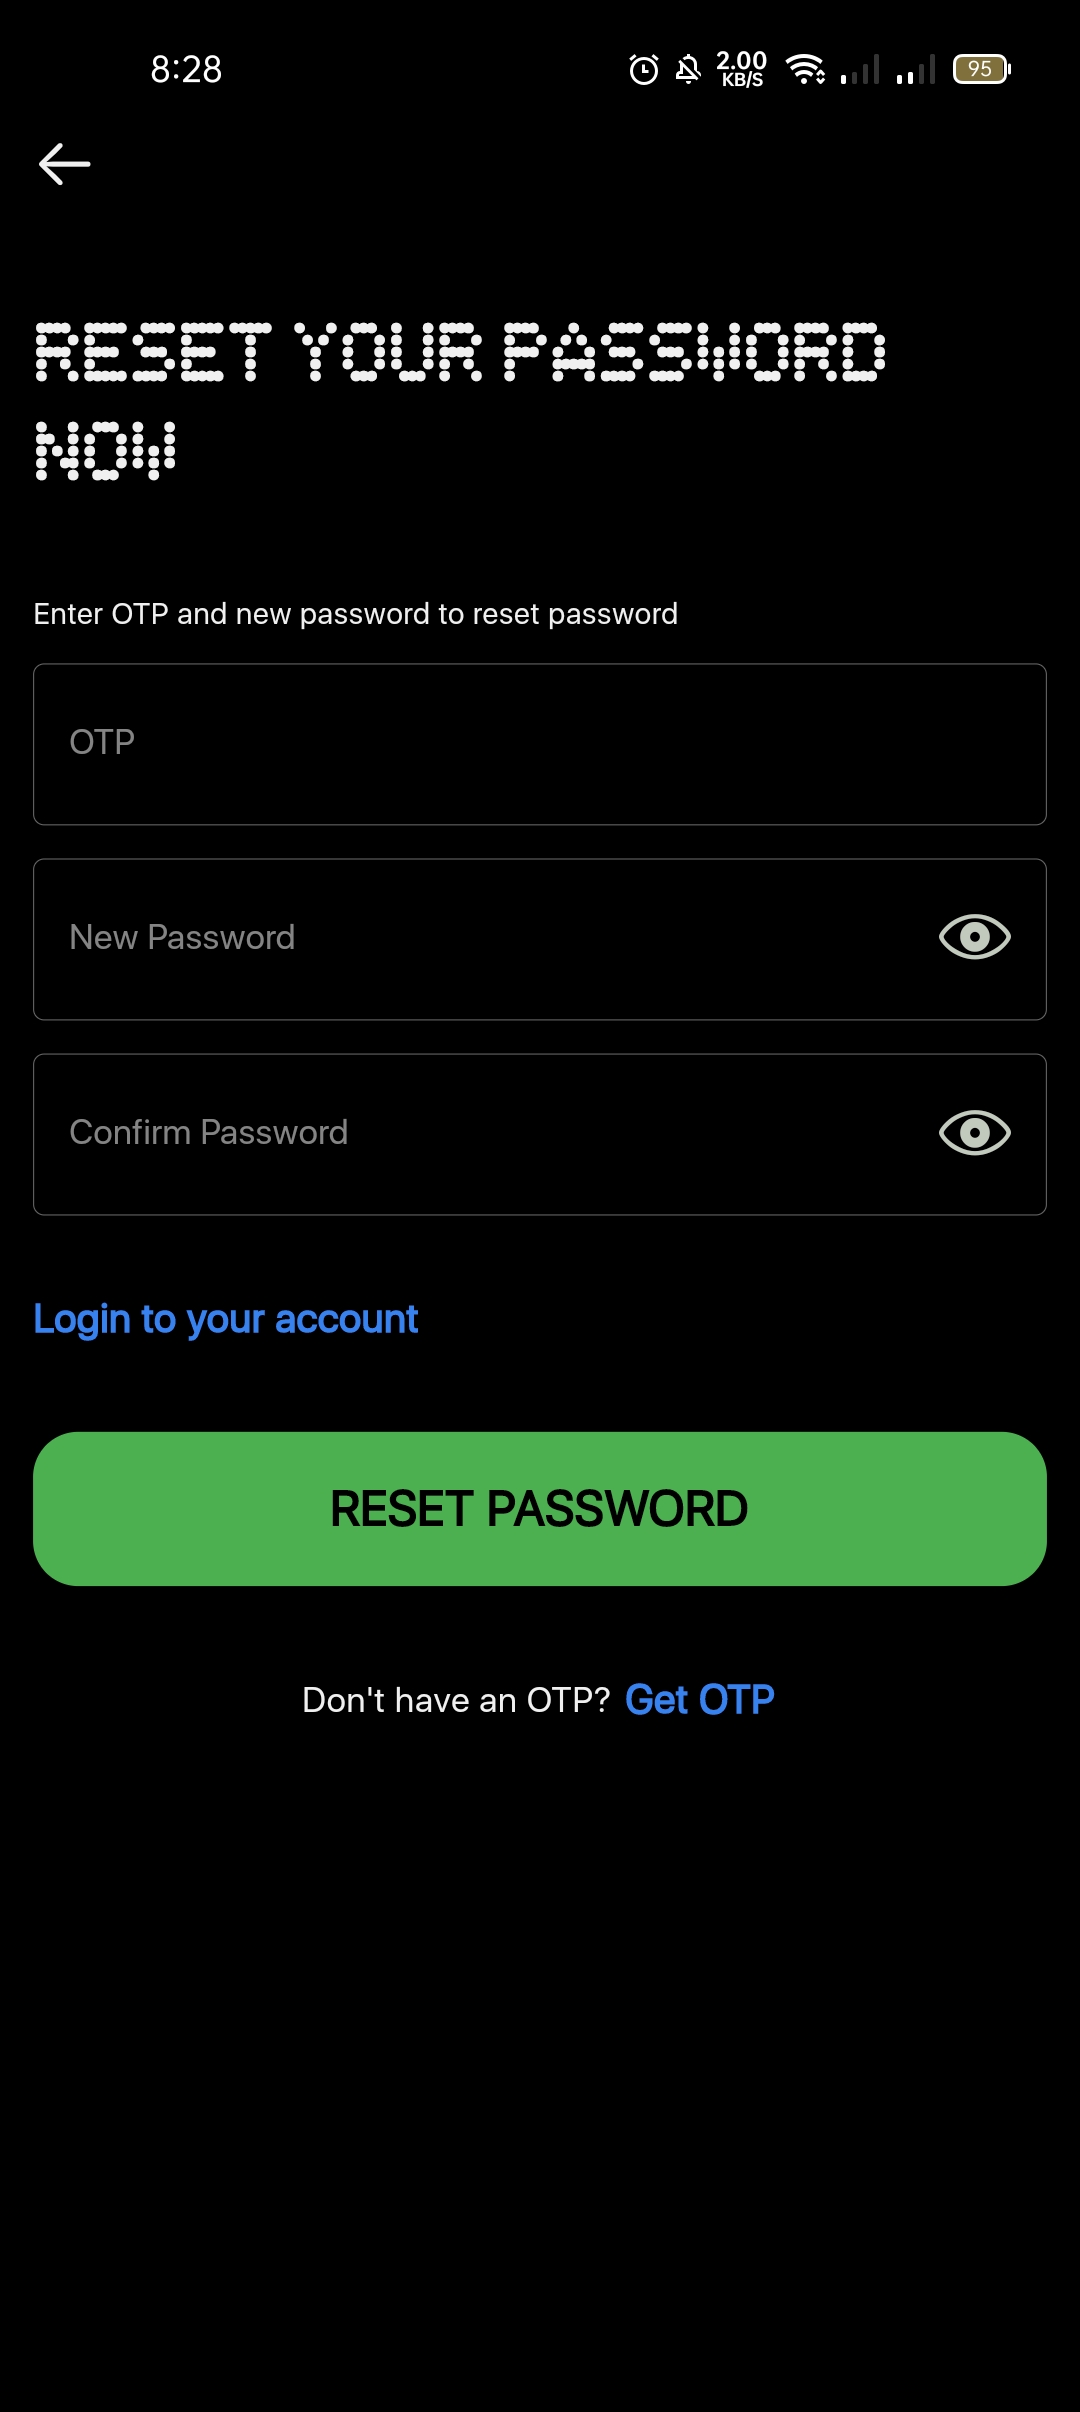 8:28
2.00
KB/S
95
RESET YOUR PASSWORD
NOW
Enter OTP and new password to reset password
OTP
New Password
Confirm Password
Login to your account
RESET PASSWORD
Don't have an OTP? Get OTP